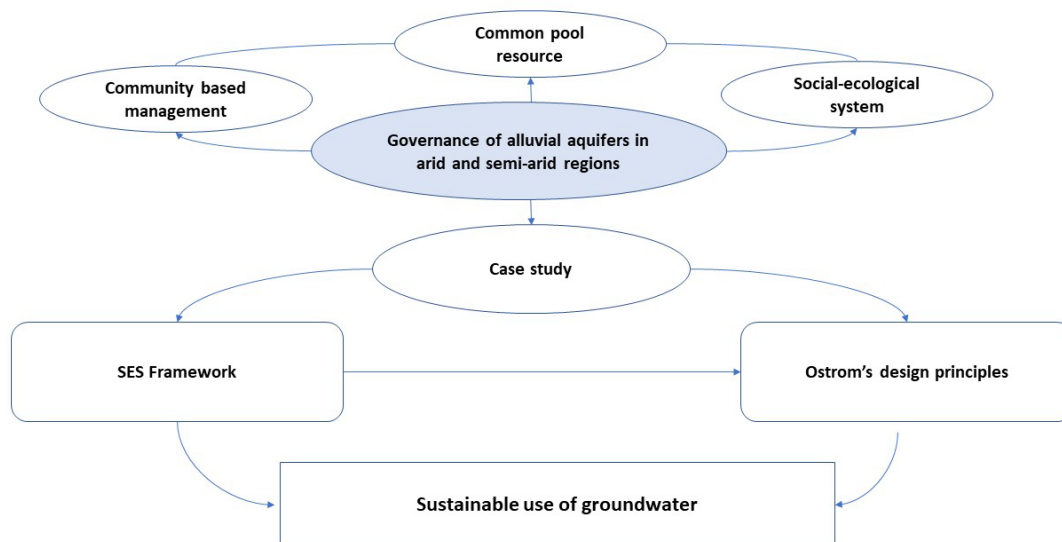 Common pool
resource
Community based
management
Social-ecological
system
Governance of alluvial aquifers in
arid and semi-arid regions
Case study
SES Framework
Ostrom’s design principles
Sustainable use of groundwater